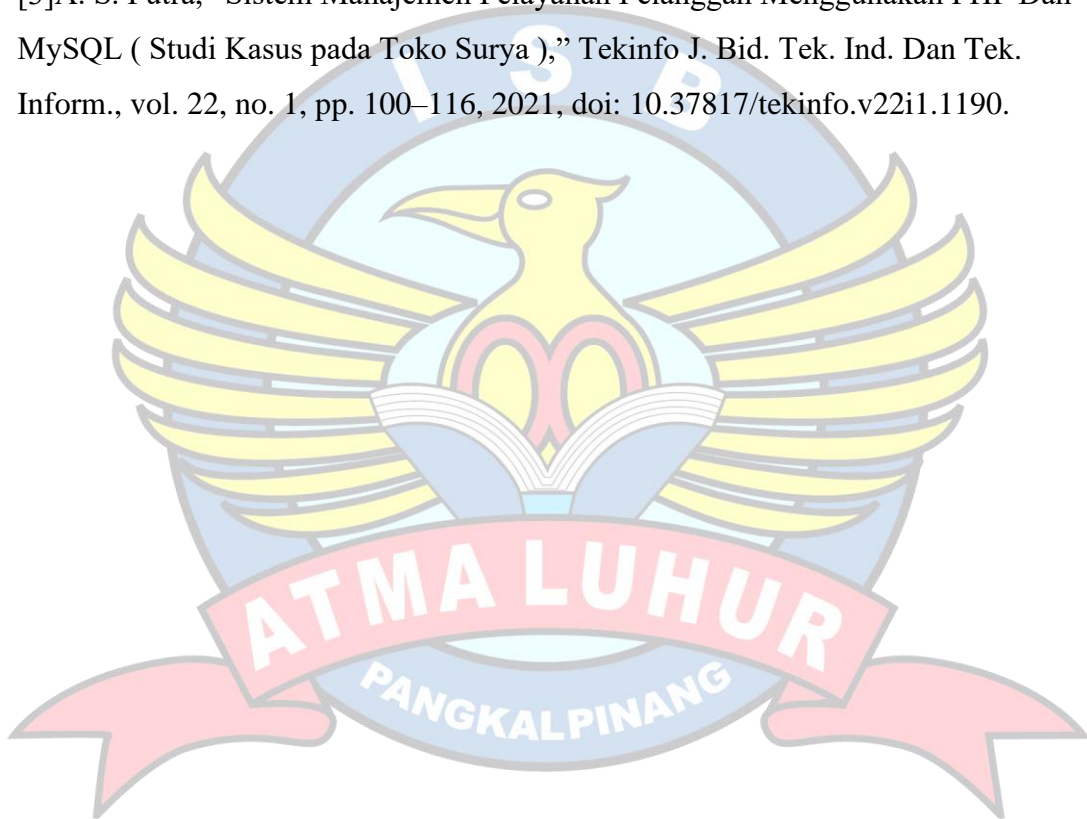 [5]A. S. Putra, “Sistem Manajemen Pelayanan Pelanggan Menggunakan PHP Dan
MySQL ( Studi Kasus pada Toko Surya ),” Tekinfo J. Bid. Tek. Ind. Dan Tek.
Inform., vol. 22, no. 1, pp. 100–116, 2021, doi: 10.37817/tekinfo.v22i1.1190.
I S B
ATMA LUHUR
PANGKALPINANG